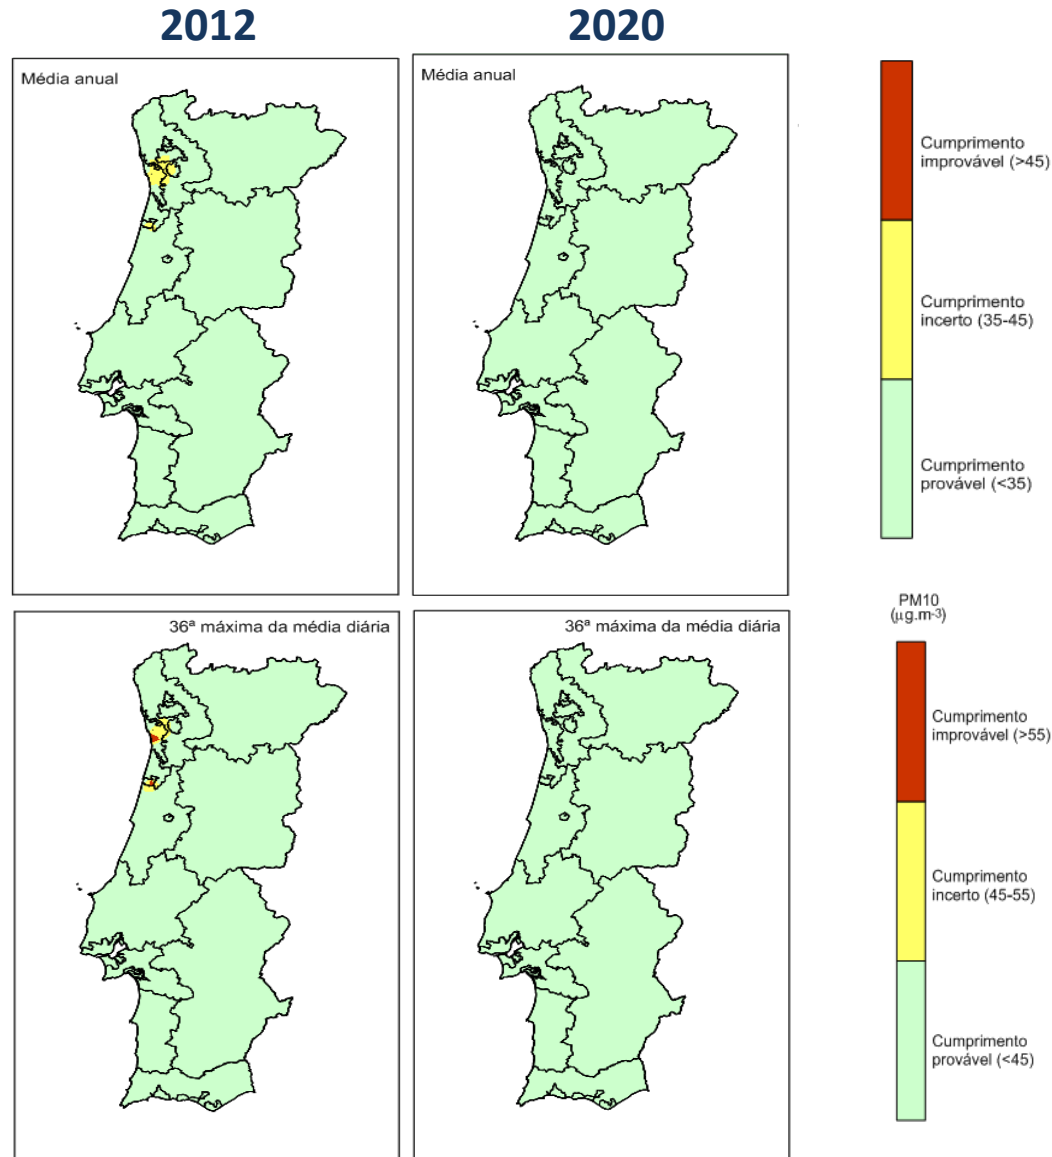 2012
2020
Média anual
Média anual
Cumprimento
improvável (>45)
Cumprimento
incerto (35-45)
Cumprimento
provável (<35)
36ª máxima da média diária
36ª máxima da média diária
PM10
(µg.m-3)
Cumprimento
improvável (>55)
Cumprimento
incerto (45-55)
Cumprimento
provável (<45)